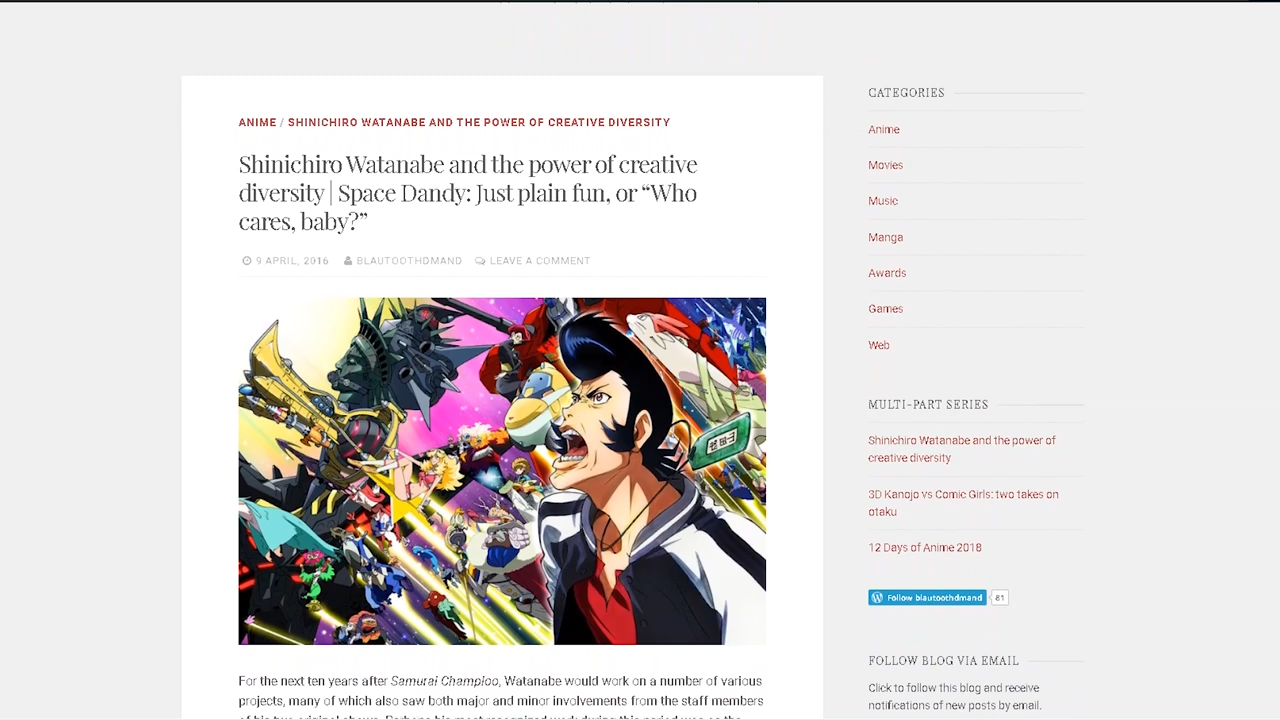 ANIME / SHINICHIRO WATANABE AND THE POWER OF CREATIVE DIVERSITY
Shinichiro Watanabe and the power of creative
diversity | Space Dandy: Just plain fun, or “Who
cares, baby?”
9 APRIL, 2016 BLAUTOOTHDMAND LEAVE A COMMENT
For the next ten years after Samurai Champloo, Watanabe would work on a number of various
projects, many of which also saw both major and minor involvements from the staff members
CATEGORIES
Anime
Movies
Music
Manga
Awards
Games
Web
MULTI-PART SERIES
Shinichiro Watanabe and the power of
creative diversity
3D Kanojo vs Comic Girls: two takes on
otaku
12 Days of Anime 2018
Follow blautoothdmand 81
FOLLOW BLOG VIA EMAIL
Click to follow this blog and receive
notifications of new posts by email.